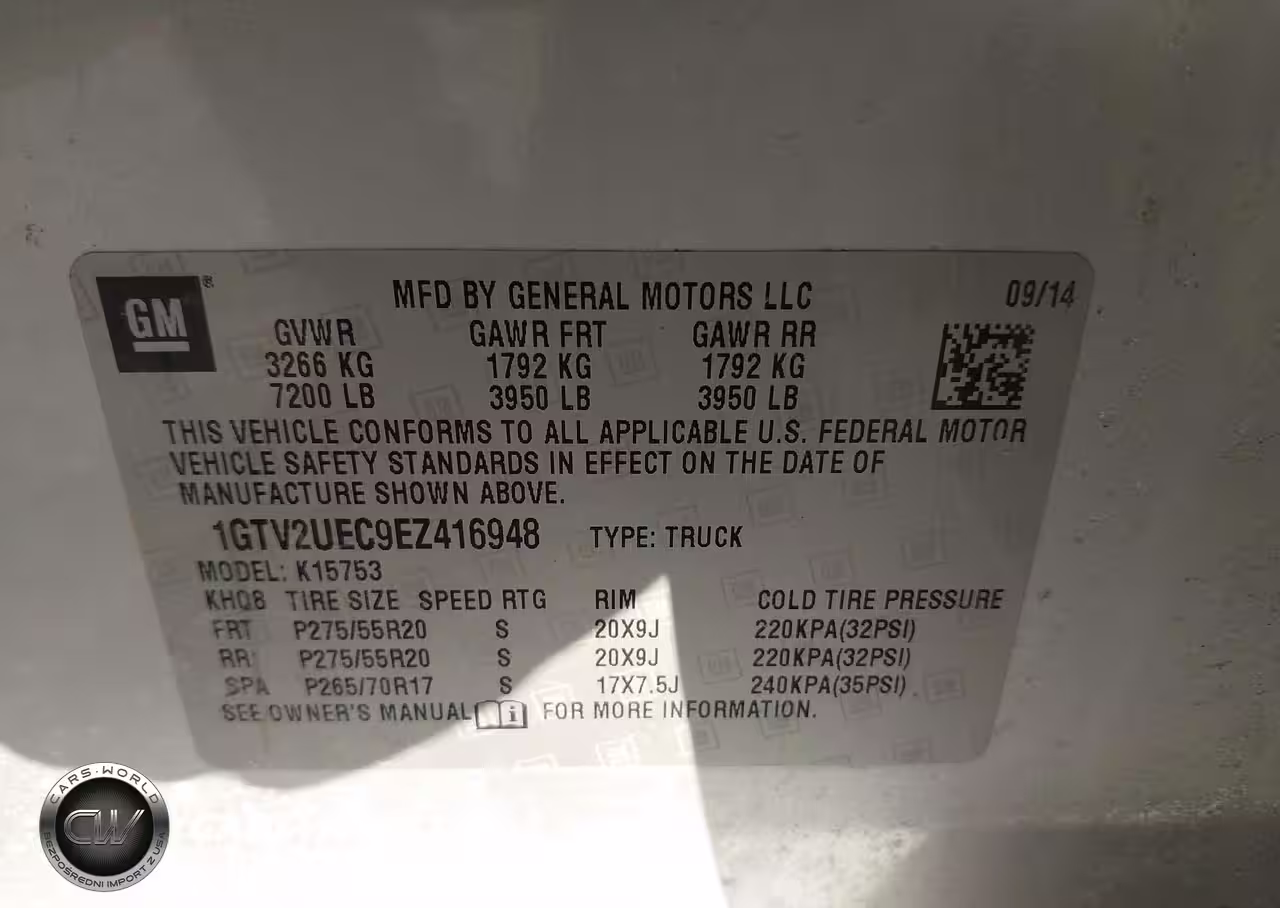 GM ®
MFD BY GENERAL MOTORS LLC 09/14
GVWR GAWR FRT GAWR RR
3266 KG 1792 KG 1792 KG
7200 LB 3950 LB 3950 LB
THIS VEHICLE CONFORMS TO ALL APPLICABLE U.S. FEDERAL MOTOR
VEHICLE SAFETY STANDARDS IN EFFECT ON THE DATE OF
MANUFACTURE SHOWN ABOVE.
1GTV2UEC9EZ416948 TYPE: TRUCK
MODEL: K15753
KHQ8 TIRE SIZE SPEED RTG RIM COLD TIRE PRESSURE
FRT P275/55R20 S 20X9J 220KPA(32PSI)
RR P275/55R20 S 20X9J 220KPA(32PSI)
SPA P265/70R17 S 17X7.5J 240KPA(35PSI)
SEE OWNER'S MANUAL i FOR MORE INFORMATION.
CARS-WORLD
CW
BEZPOŚREDNI IMPORT Z USA